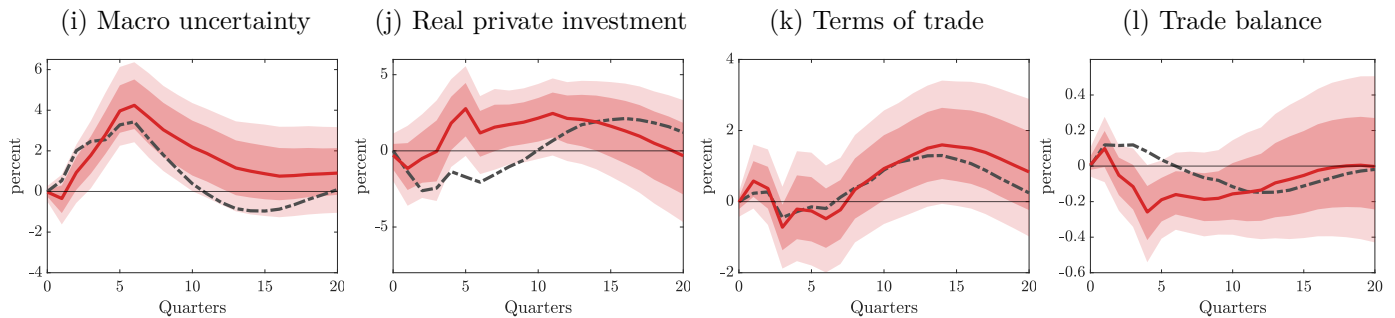 (i) Macro uncertainty
percent
6
4
2
0
-2
-4
0 5 10 15 20
Quarters
(j) Real private investment
percent
5
0
-5
0 5 10 15 20
Quarters
(k) Terms of trade
percent
4
2
0
-2
0 5 10 15 20
Quarters
(l) Trade balance
percent
0.4
0.2
0
-0.2
-0.4
-0.6
0 5 10 15 20
Quarters